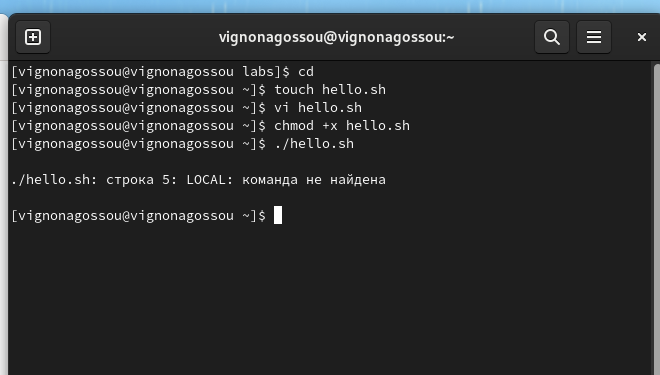 vignonagossou@vignonagossou:~
[vignonagossou@vignonagossou labs]$ cd
[vignonagossou@vignonagossou ~]$ touch hello.sh
[vignonagossou@vignonagossou ~]$ vi hello.sh
[vignonagossou@vignonagossou ~]$ chmod +x hello.sh
[vignonagossou@vignonagossou ~]$ ./hello.sh
./hello.sh: строка 5: LOCAL: команда не найдена
[vignonagossou@vignonagossou ~]$